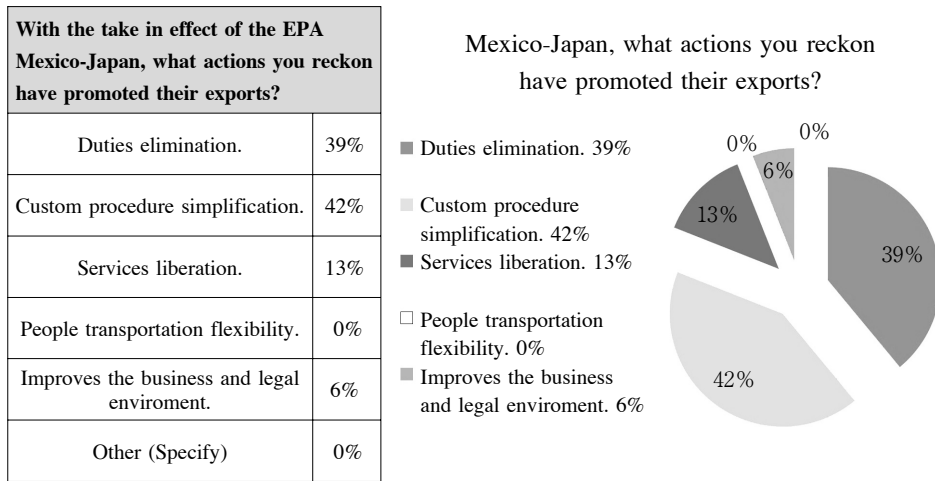 With the take in effect of the EPA
Mexico-Japan, what actions you reckon
have promoted their exports?
Duties elimination. 39%
Custom procedure simplification. 42%
Services liberation. 13%
People transportation flexibility. 0%
Improves the business and legal
enviroment. 6%
Other (Specify) 0%
Mexico-Japan, what actions you reckon
have promoted their exports?
Duties elimination. 39%
Custom procedure
simplification. 42%
Services liberation. 13%
People transportation
flexibility. 0%
Improves the business
and legal enviroment. 6%
0%
0%
6%
13%
39%
42%